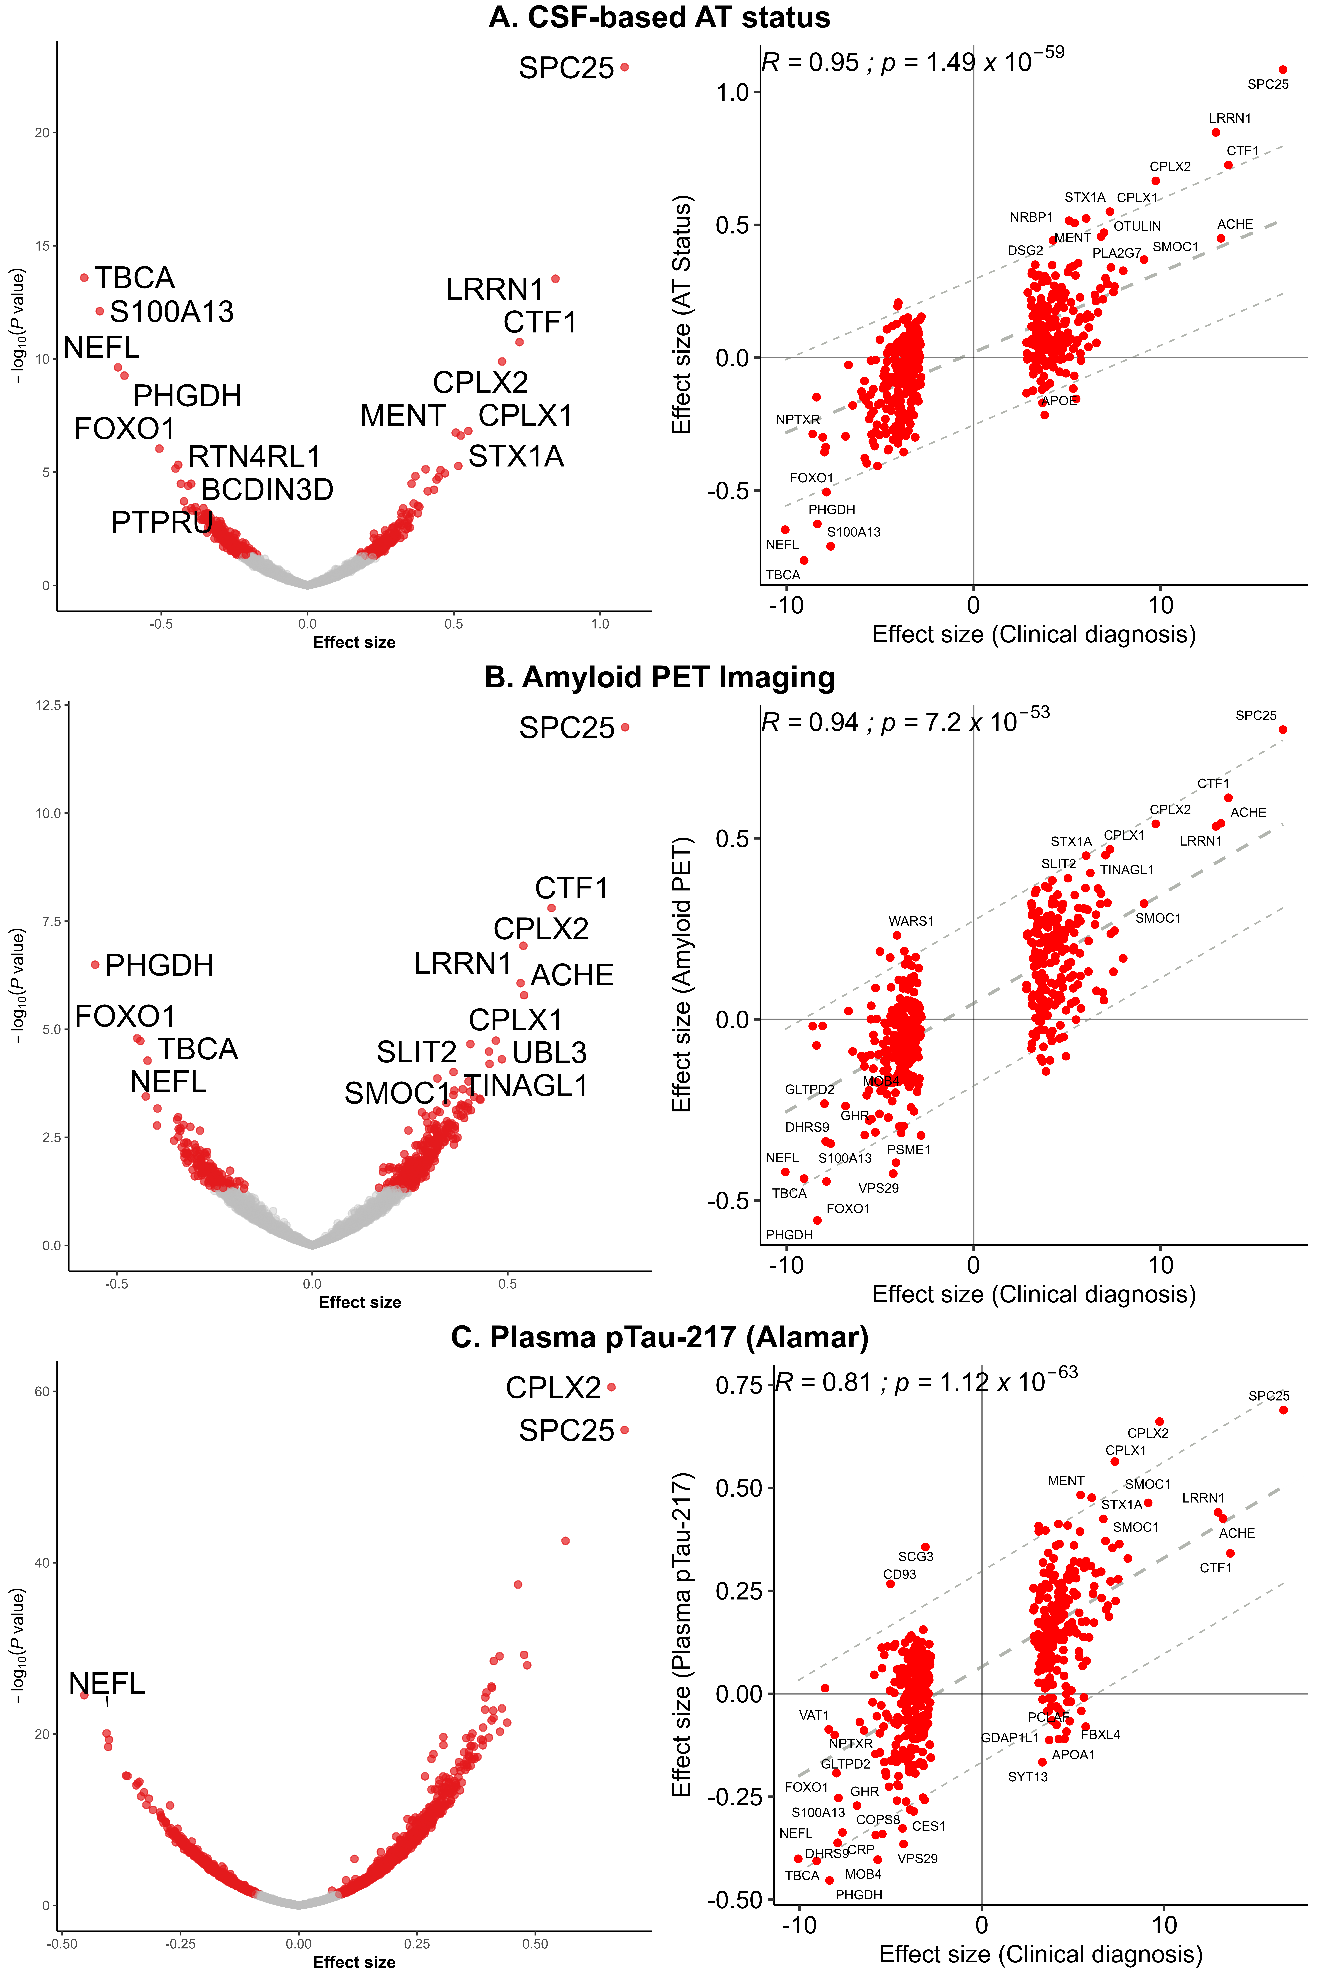 A. CSF-based AT status
SPC25
TBCA
S100A13
NEFL
PHGDH
FOXO1
RTN4RL1
BCDIN3D
PTPRU
LRRN1
CTF1
CPLX2
MENT
CPLX1
STX1A
20
15
10
5
0
− log10(P value)
-0.5
0.0
0.5
1.0
Effect size
R = 0.95 ; p = 1.49 x 10−59
SPC25
LRRN1
CTF1
CPLX2
STX1A
CPLX1
NRBP1
OTULIN
ACHE
MENT
DSG2
PLA2G7
SMOC1
APOE
NPTXR
FOXO1
PHGDH
S100A13
NEFL
TBCA
1.0
0.5
0.0
-0.5
Effect size (AT Status)
-10
0
10
Effect size (Clinical diagnosis)
B. Amyloid PET Imaging
SPC25
CTF1
CPLX2
LRRN1
ACHE
CPLX1
SLIT2
UBL3
SMOC1
TINAGL1
PHGDH
FOXO1
TBCA
NEFL
12.5
10.0
7.5
5.0
2.5
0.0
− log10(P value)
-0.5
0.0
0.5
Effect size
R = 0.94 ; p = 7.2 x 10−53
SPC25
CTF1
CPLX2
ACHE
LRRN1
STX1A
CPLX1
SLIT2
TINAGL1
SMOC1
WARS1
MOB4
GLTPD2
GHR
DHRS9
PSME1
NEFL
S100A13
TBCA
VPS29
FOXO1
PHGDH
0.5
0.0
-0.5
Effect size (Amyloid PET)
-10
0
10
Effect size (Clinical diagnosis)
C. Plasma pTau-217 (Alamar)
CPLX2
SPC25
NEFL
60
40
20
0
− log10(P value)
-0.50
-0.25
0.00
0.25
0.50
Effect size
R = 0.81 ; p = 1.12 x 10−63
SPC25
CPLX2
CPLX1
MENT
SMOC1
STX1A
LRRN1
SMOC1
ACHE
CTF1
SCG3
CD93
VAT1
PCLAF
NPTXR
GDAP1L1
FBXL4
APOA1
GLTPD2
SYT13
FOXO1
GHR
S100A13
COPS8
CES1
NEFL
DHRS9
CRP
VPS29
TBCA
MOB4
PHGDH
0.75
0.50
0.25
0.00
-0.25
-0.50
Effect size (Plasma pTau-217)
-10
0
10
Effect size (Clinical diagnosis)